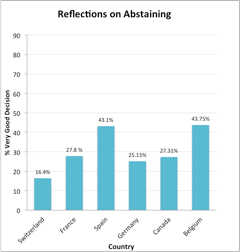 Reflections on Abstaining
% Very Good Decision
90
80
70
60
50
40
30
20
10
0
16.4%
27.8 %
43.1%
25.13%
27.31%
43.75%
Switzerland
France
Spain
Germany
Canada
Belgium
Country